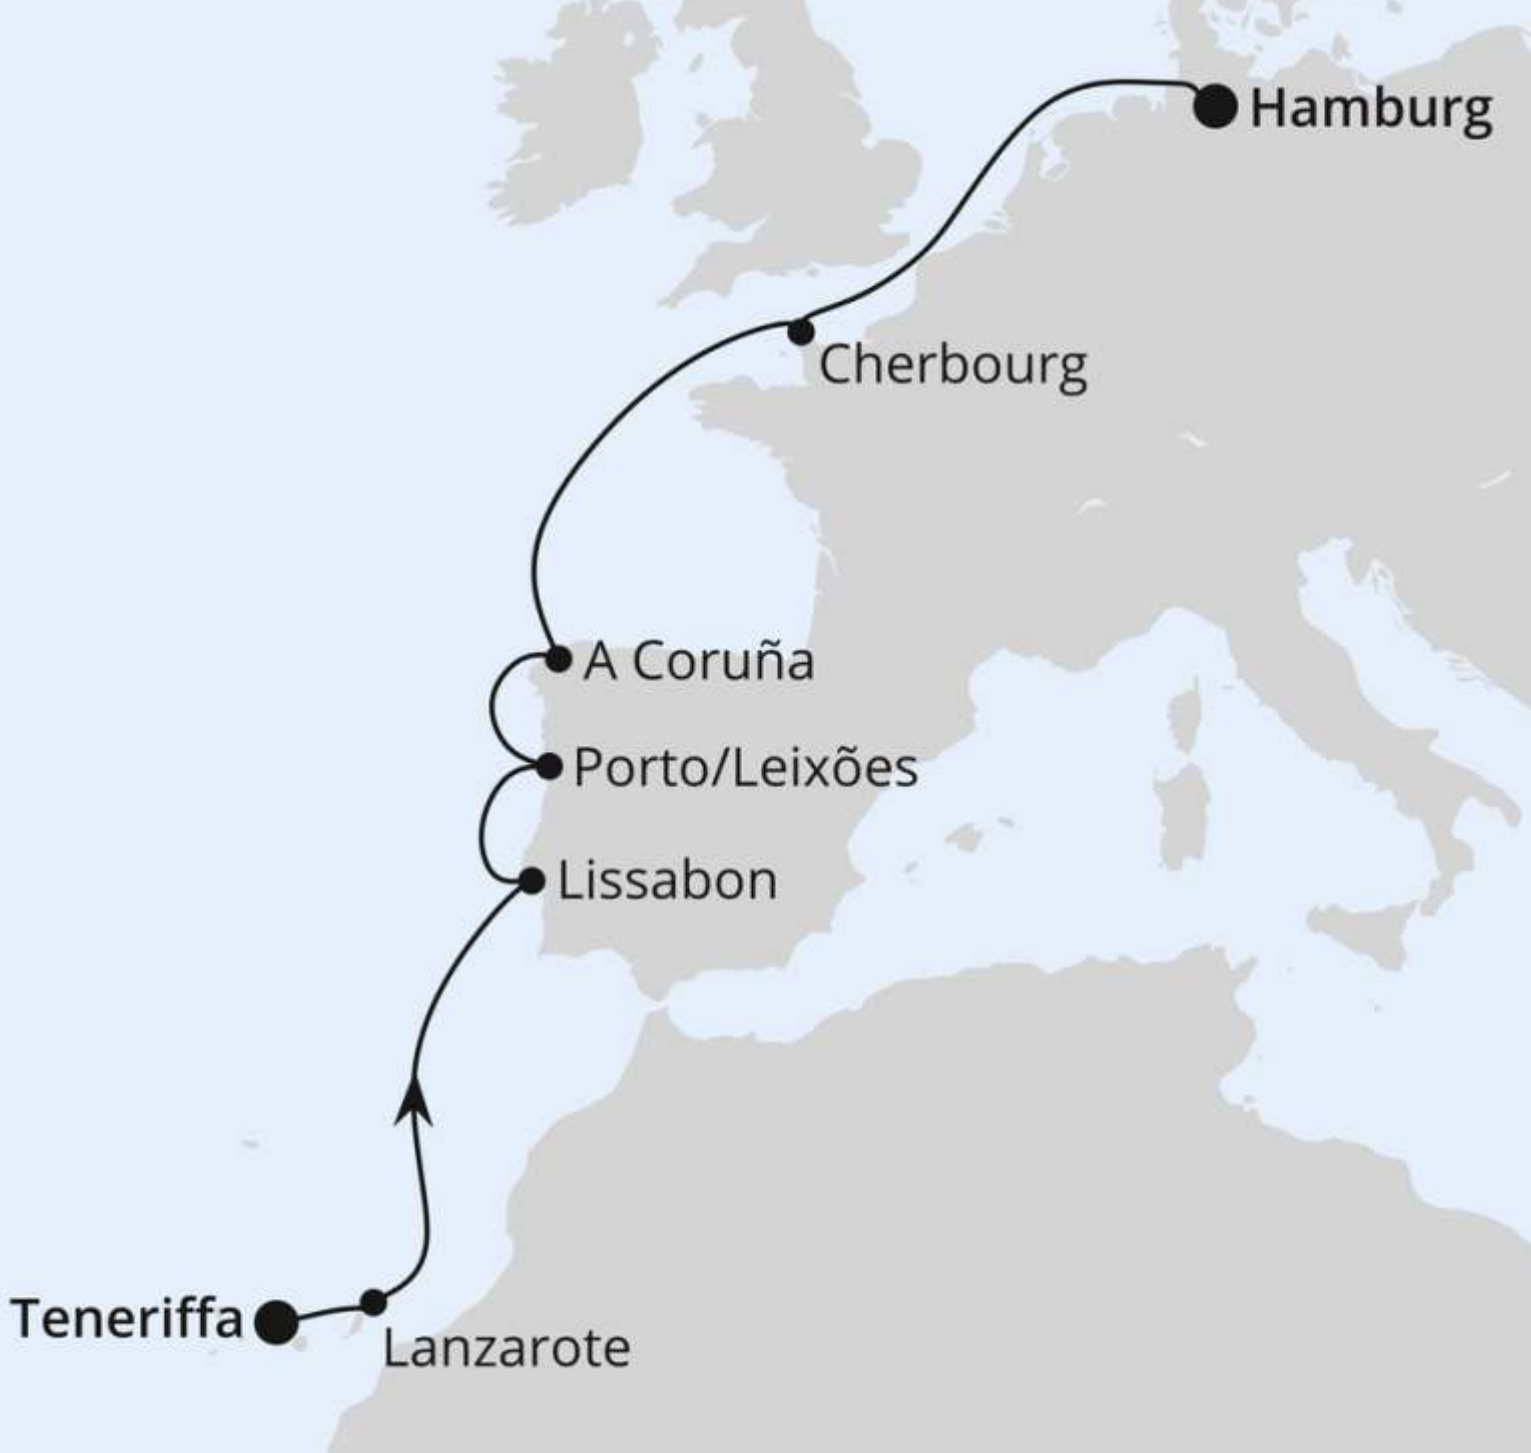 Hamburg
Cherbourg
A Coruña
Porto/Leixões
Lissabon
Teneriffa
Lanzarote